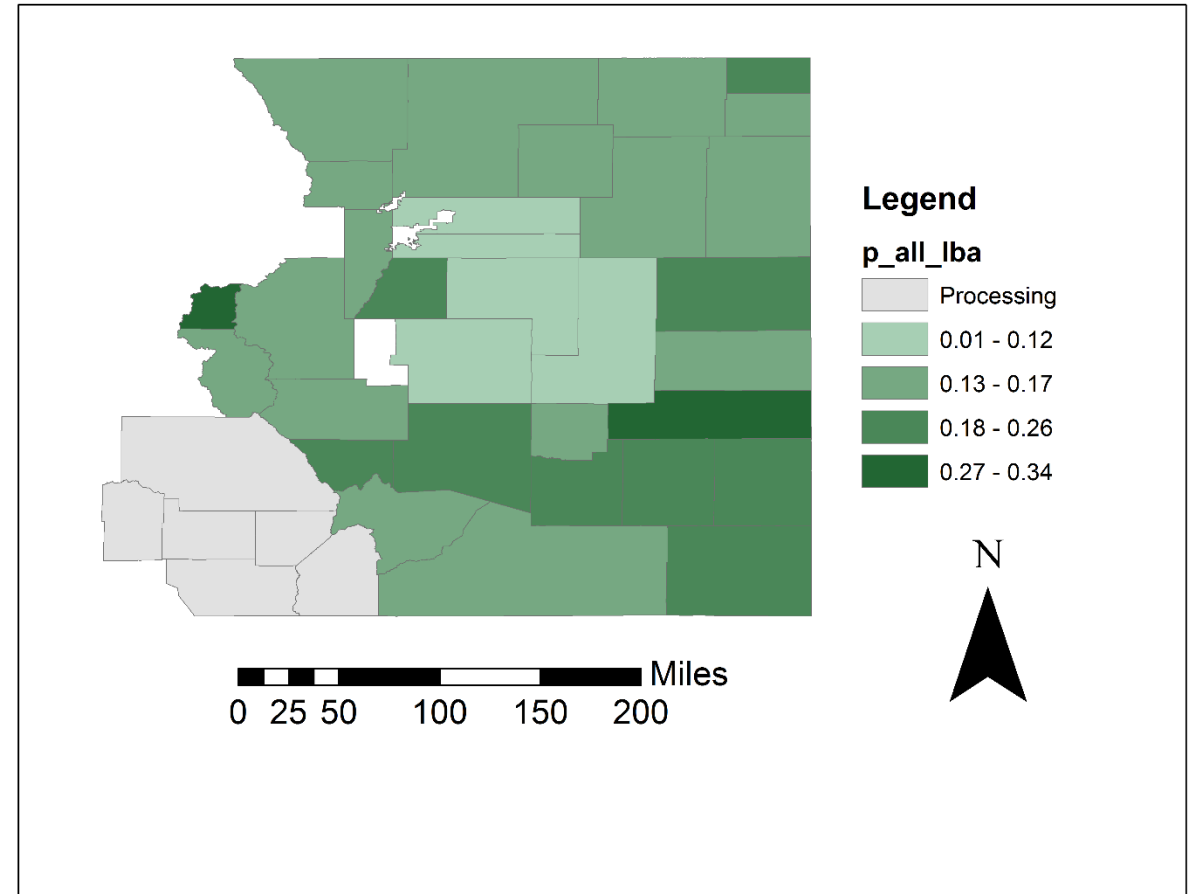 Legend
p_all_lba
Processing
0.01 - 0.12
0.13 - 0.17
0.18 - 0.26
0.27 - 0.34
N
Miles
0 25 50 100 150 200